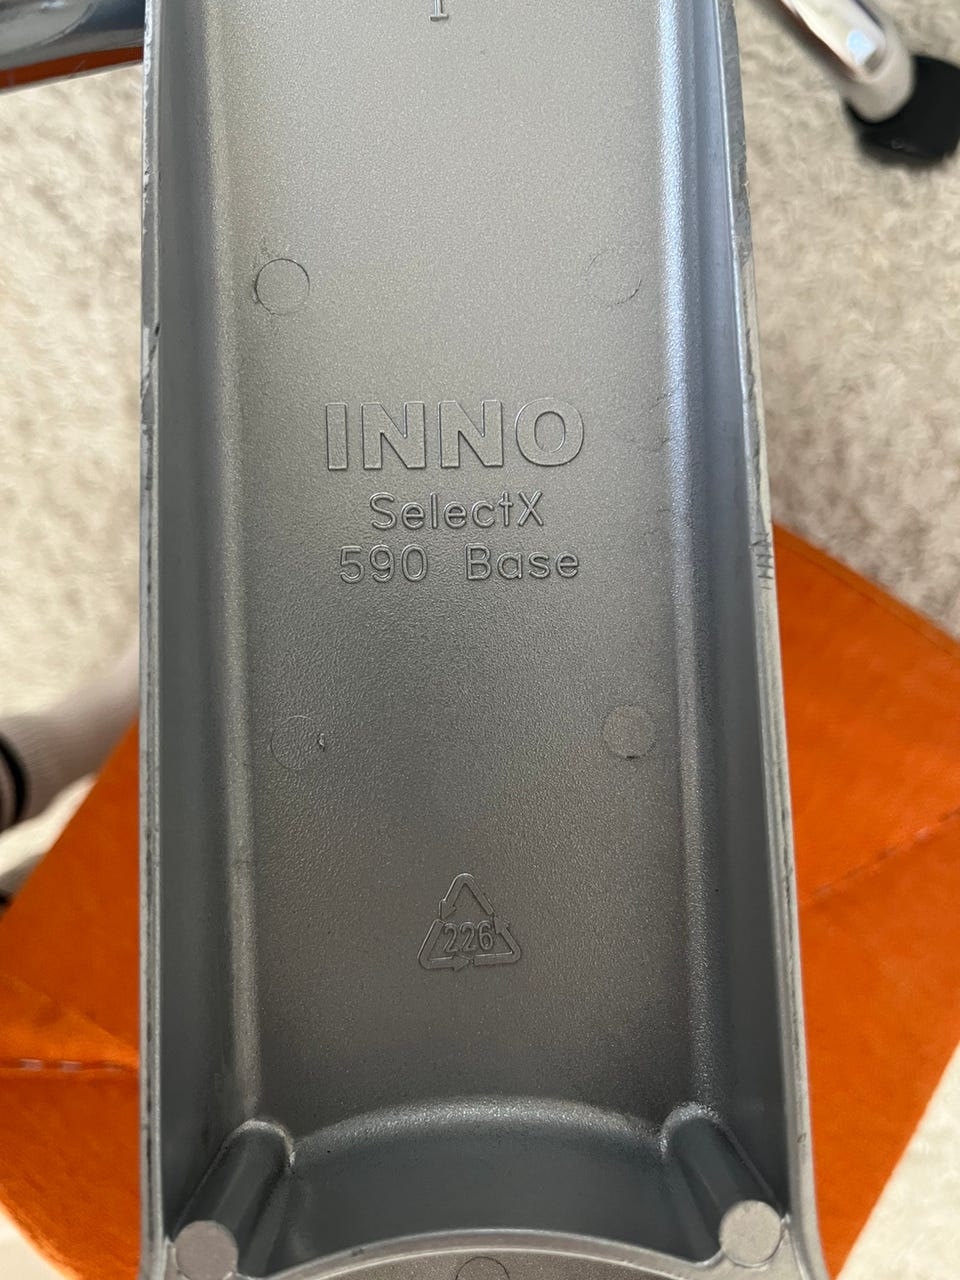 INNO
SelectX
590 Base
226